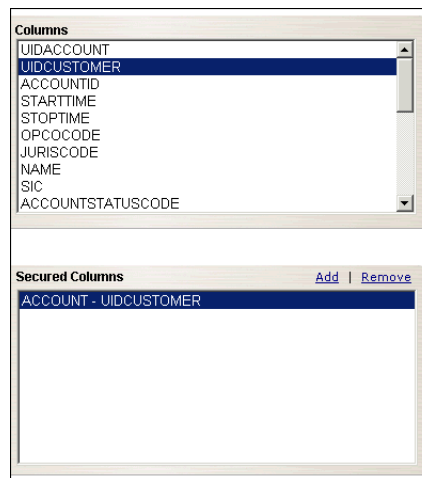 Columns
UIDACCOUNT
UIDCUSTOMER
ACCOUNTID
STARTTIME
STOPTIME
OPCOCODE
JURISCODE
NAME
SIC
ACCOUNTSTATUSCODE
Secured Columns Add | Remove
ACCOUNT - UIDCUSTOMER